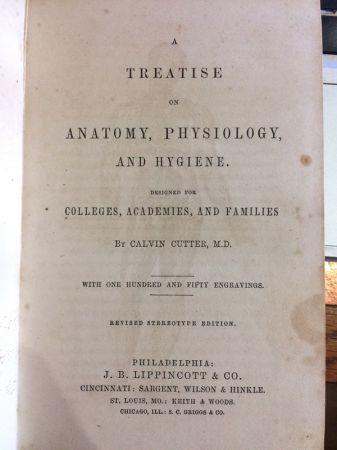 A
TREATISE
ON
ANATOMY, PHYSIOLOGY,
AND HYGIENE.
DESIGNED FOR
COLLEGES, ACADEMIES, AND FAMILIES
BY CALVIN CUTTER, M.D.
WITH ONE HUNDRED AND FIFTY ENGRAVINGS.
REVISED STEREOTYPE EDITION.
PHILADELPHIA:
J. B. LIPPINCOTT & CO.
CINCINNATI: SARGENT, WILSON & HINKLE.
ST. LOUIS, MO.: KEITH & WOODS.
CHICAGO, ILL.: S. C. GRIGGS & CO.